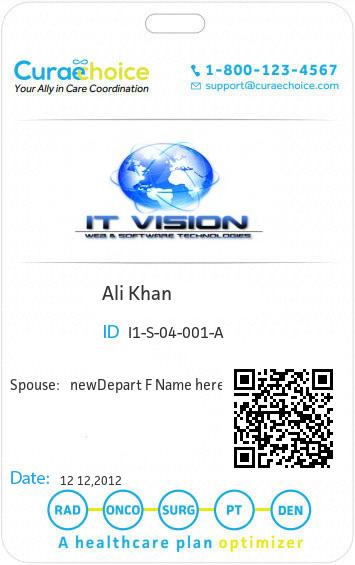 Curaechoice
Your Ally in Care Coordination
1-800-123-4567
support@curaechoice.com
IT VISION
WEB & SOFTWARE TECHNOLOGIES
Ali Khan
ID I1-S-04-001-A
Spouse: newDepart F Name here
Date: 12 12,2012
RAD ONCO SURG PT DEN
A healthcare plan optimizer